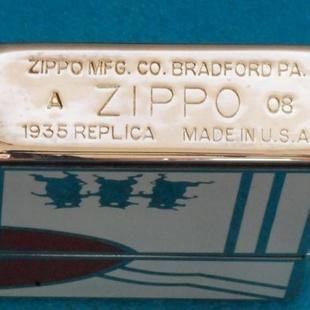 ZIPPO MFG. CO. BRADFORD PA.
A ZIPPO 08
1935 REPLICA MADE IN U.S.A